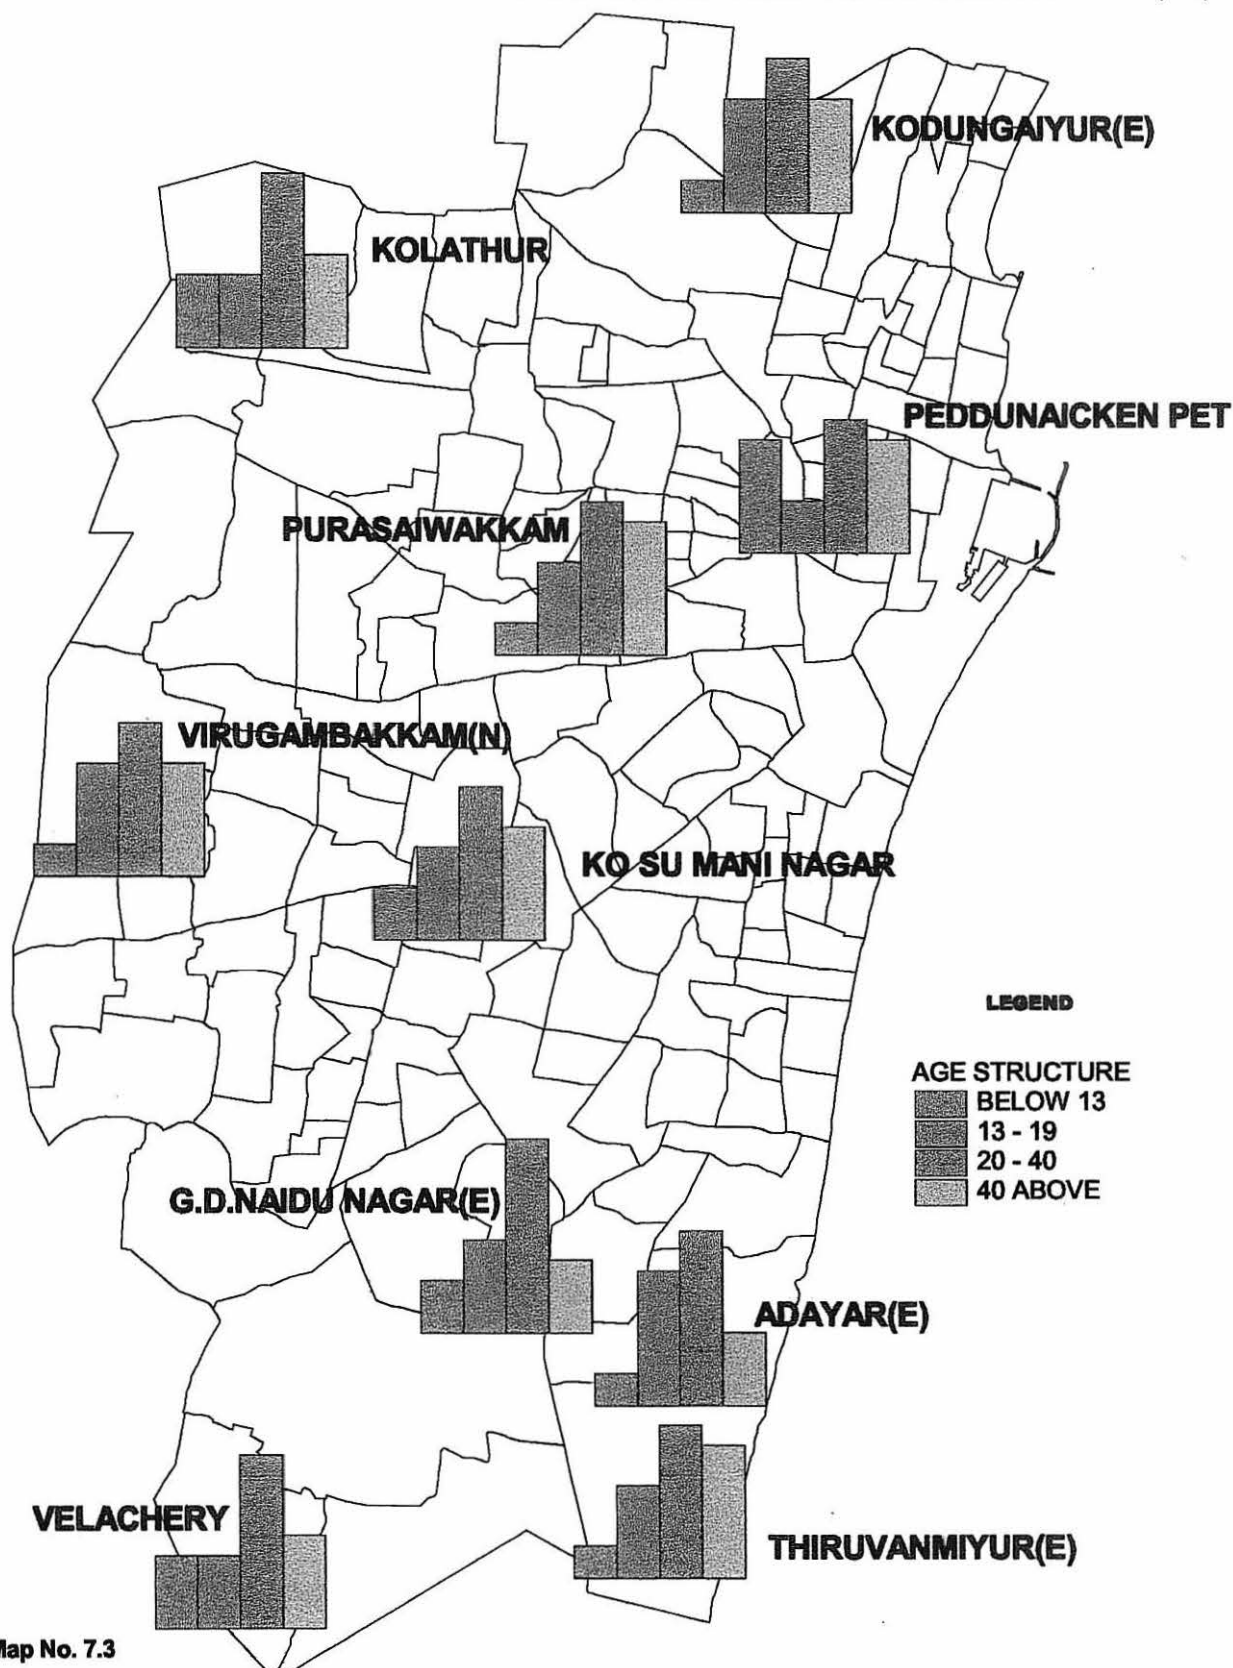 KODUNGAIYUR(E)
KOLATHUR
PEDDUNAICKEN PET
PURASAIWAKKAM
VIRUGAMBAKKAM(N)
KO SU MANI NAGAR
LEGEND
AGE STRUCTURE
BELOW 13
13 - 19
20 - 40
40 ABOVE
G.D.NAIDU NAGAR(E)
ADAYAR(E)
VELACHERY
THIRUVANMIYUR(E)
Map No. 7.3